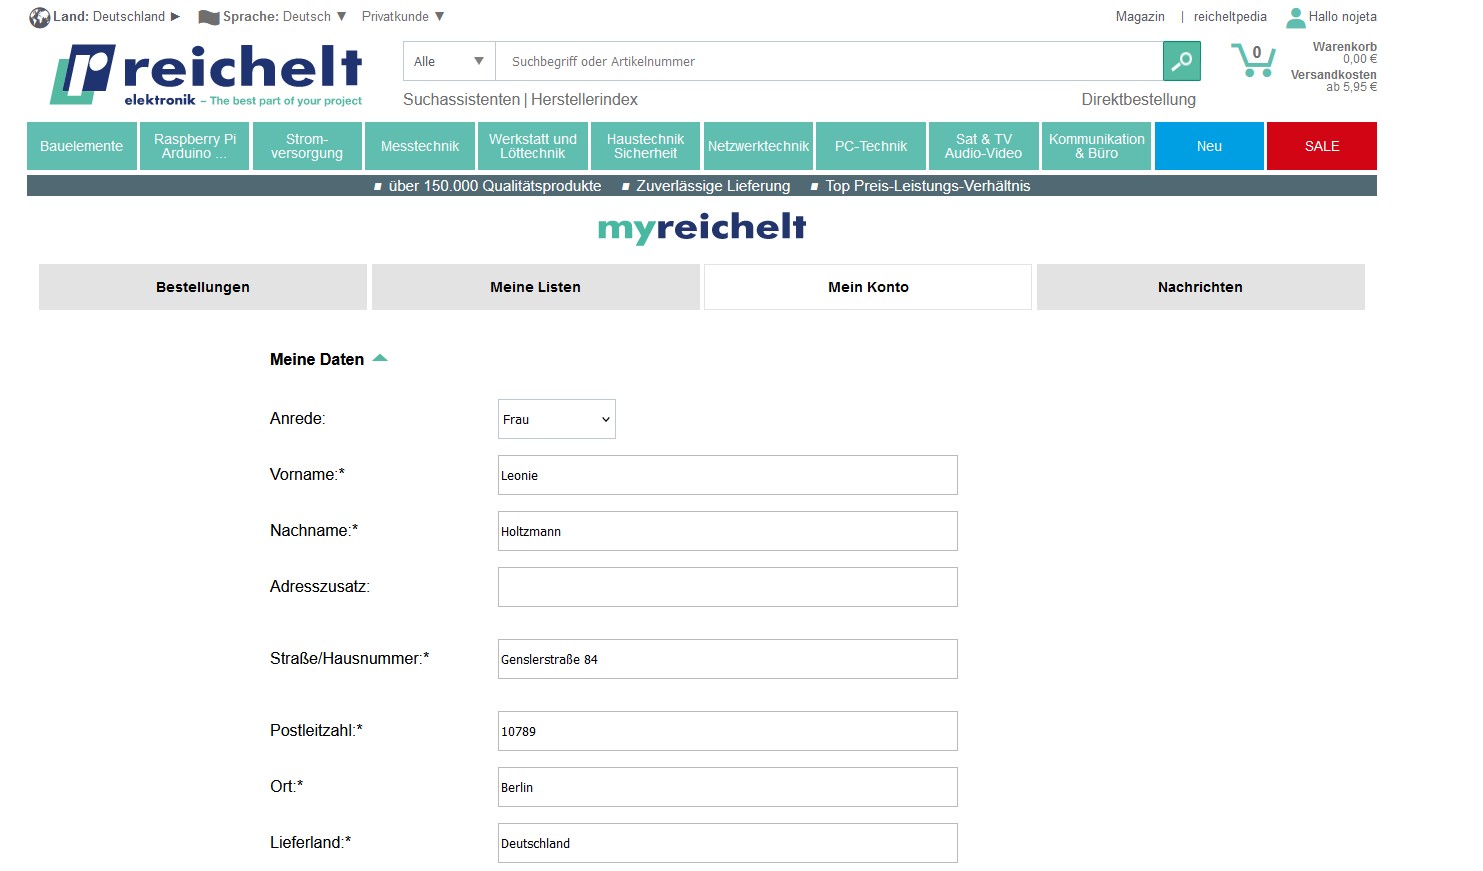 Land: Deutschland ▶ Sprache: Deutsch ▼ Privatkunde ▼ Magazin | reicheltpedia Hallo nojeta
reichelt
elektronik – The best part of your project
Alle ▼ Suchbegriff oder Artikelnummer
Suchassistenten | Herstellerindex Direktbestellung
0
Warenkorb
0,00 €
Versandkosten
ab 5,95 €
Bauelemente
Raspberry Pi
Arduino ...
Strom-
versorgung
Messtechnik
Werkstatt und
Löttechnik
Haustechnik
Sicherheit
Netzwerktechnik
PC-Technik
Sat & TV
Audio-Video
Kommunikation
& Büro
Neu
SALE
über 150.000 Qualitätsprodukte Zuverlässige Lieferung Top Preis-Leistungs-Verhältnis
myreichelt
Bestellungen Meine Listen Mein Konto Nachrichten
Meine Daten
Anrede: Frau
Vorname:* Leonie
Nachname:* Holtzmann
Adresszusatz:
Straße/Hausnummer:* Genslerstraße 84
Postleitzahl:* 10789
Ort:* Berlin
Lieferland:* Deutschland